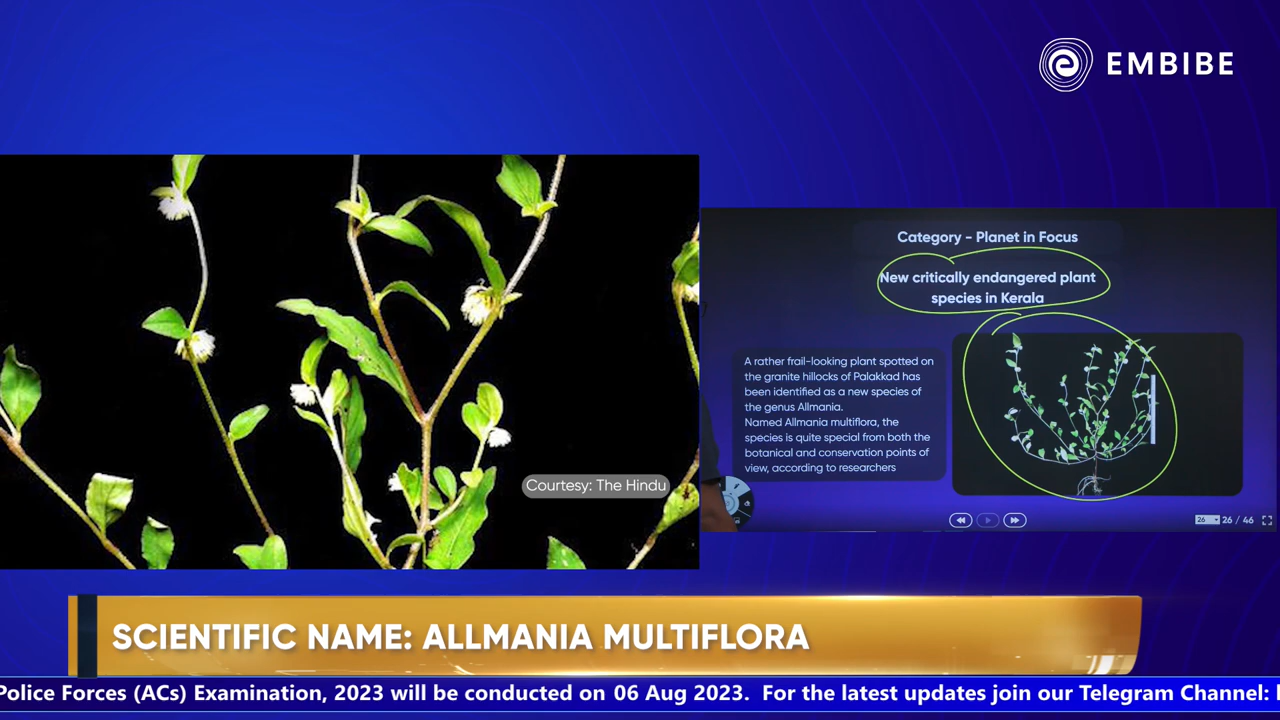 EMBIBE
Category - Planet in Focus
New critically endangered plant
species in Kerala
A rather frail-looking plant spotted on
the granite hillocks of Palakkad has
been identified as a new species of
the genus Allmania.
Named Allmania multiflora, the
species is quite special from both the
botanical and conservation points of
view, according to researchers
Courtesy: The Hindu
26 26 / 46
SCIENTIFIC NAME: ALLMANIA MULTIFLORA
Police Forces (ACs) Examination, 2023 will be conducted on 06 Aug 2023. For the latest updates join our Telegram Channel: